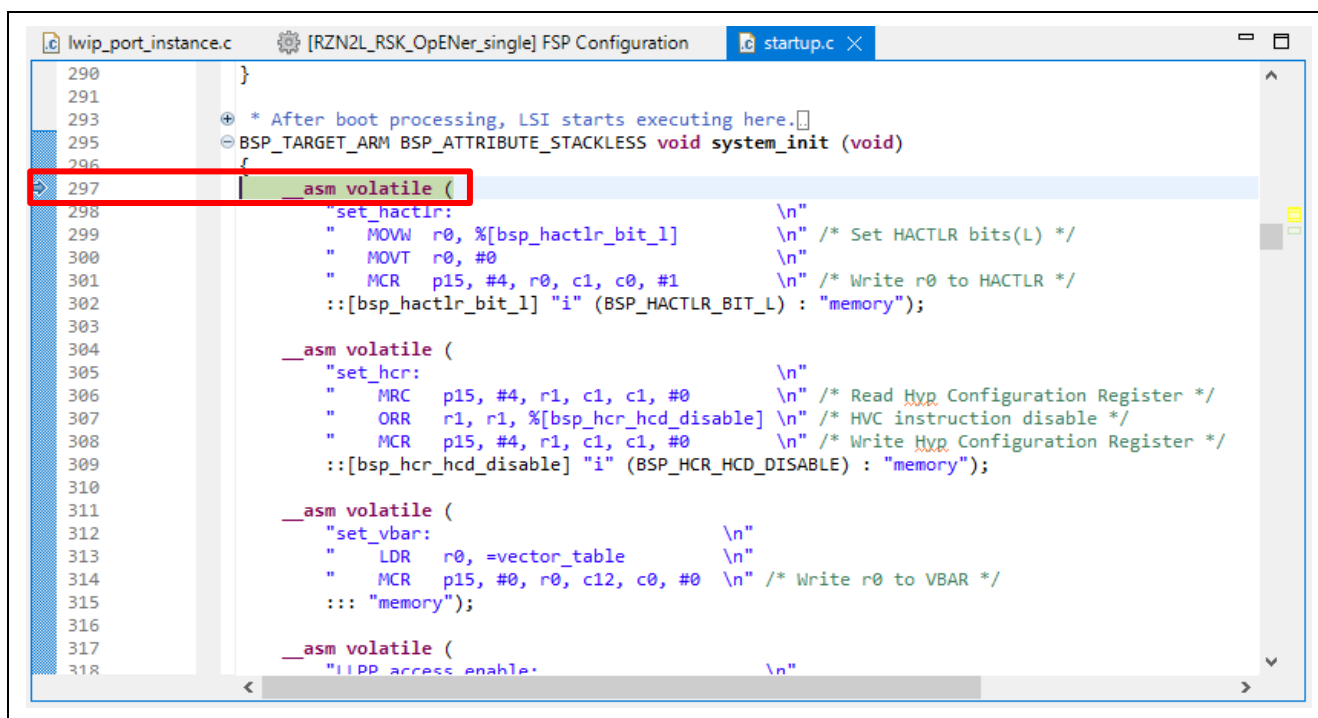 lwip_port_instance.c [RZN2L_RSK_OpENer_single] FSP Configuration startup.c
290 }
291
293 * After boot processing, LSI starts executing here.
295 BSP_TARGET_ARM BSP_ATTRIBUTE_STACKLESS void system_init (void)
296 {
297 __asm volatile (
298 "set_hactlr: \n"
299 " MOVW r0, %[bsp_hactlr_bit_l] \n" /* Set HACTLR bits(L) */
300 " MOVT r0, #0 \n"
301 " MCR p15, #4, r0, c1, c0, #1 \n" /* Write r0 to HACTLR */
302 ::[bsp_hactlr_bit_l] "i" (BSP_HACTLR_BIT_L) : "memory");
303
304 __asm volatile (
305 "set_hcr: \n"
306 " MRC p15, #4, r1, c1, c1, #0 \n" /* Read Hyp Configuration Register */
307 " ORR r1, r1, %[bsp_hcr_hcd_disable] \n" /* HVC instruction disable */
308 " MCR p15, #4, r1, c1, c1, #0 \n" /* Write Hyp Configuration Register */
309 ::[bsp_hcr_hcd_disable] "i" (BSP_HCR_HCD_DISABLE) : "memory");
310
311 __asm volatile (
312 "set_vbar: \n"
313 " LDR r0, =vector_table \n"
314 " MCR p15, #0, r0, c12, c0, #0 \n" /* Write r0 to VBAR */
315 ::: "memory");
316
317 __asm volatile (
318 "LLPP_access_enable: \n"